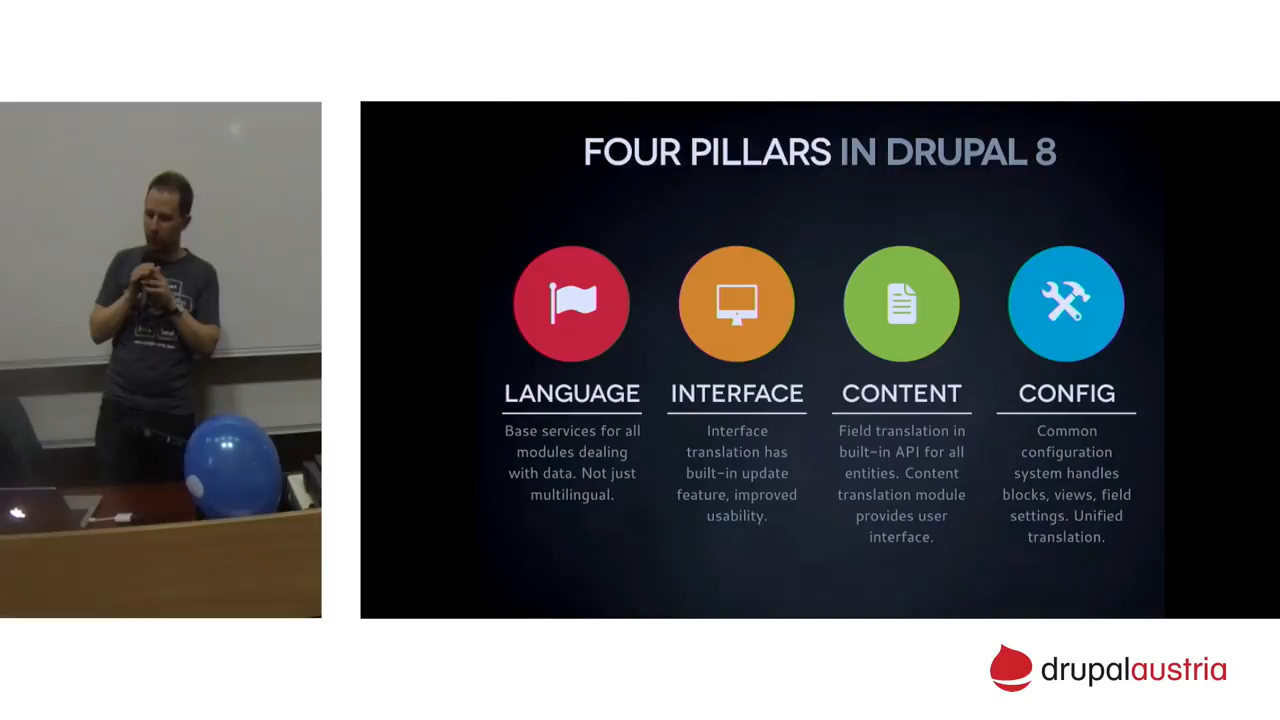 FOUR PILLARS IN DRUPAL 8
LANGUAGE
Base services for all
modules dealing
with data. Not just
multilingual.
INTERFACE
Interface
translation has
built-in update
feature, improved
usability.
CONTENT
Field translation in
built-in API for all
entities. Content
translation module
provides user
interface.
CONFIG
Common
configuration
system handles
blocks, views, field
settings. Unified
translation.
drupalaustria